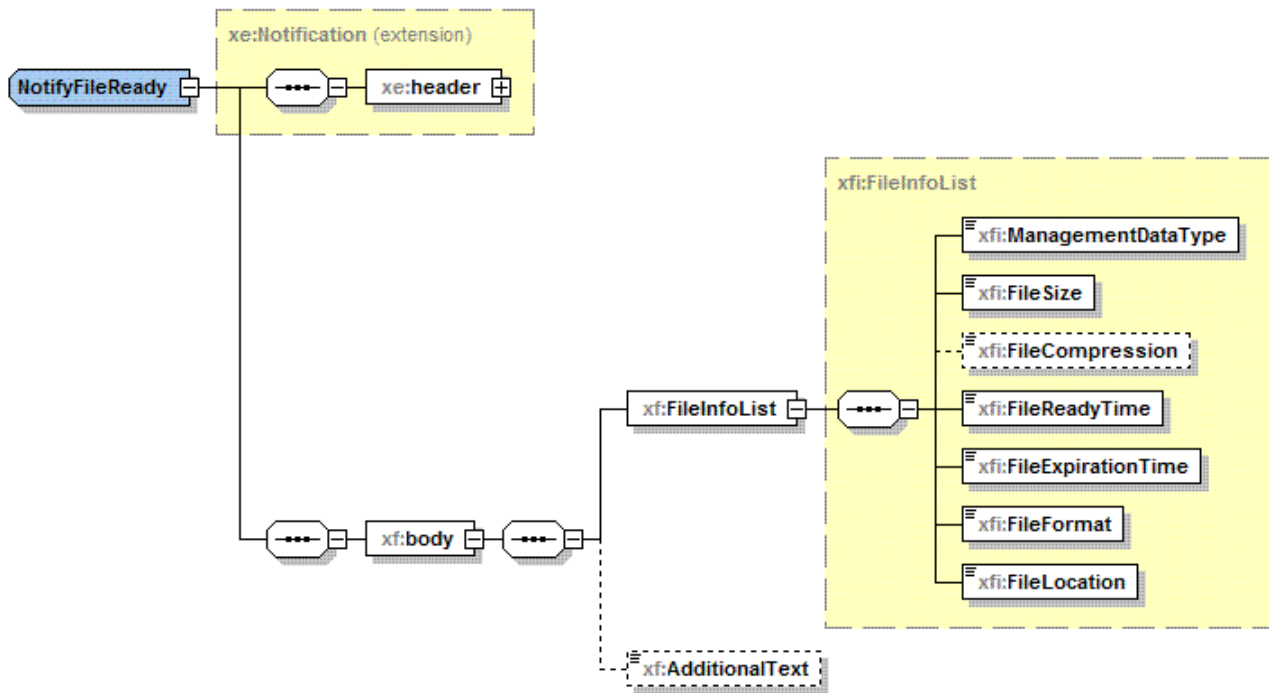 xe:Notification (extension)
NotifyFileReady
xe:header
xfi:FileInfoList
xfi:ManagementDataType
xfi:FileSize
xfi:FileCompression
xf:FileInfoList
xfi:FileReadyTime
xfi:FileExpirationTime
xfi:FileFormat
xf:body
xfi:FileLocation
xf:AdditionalText